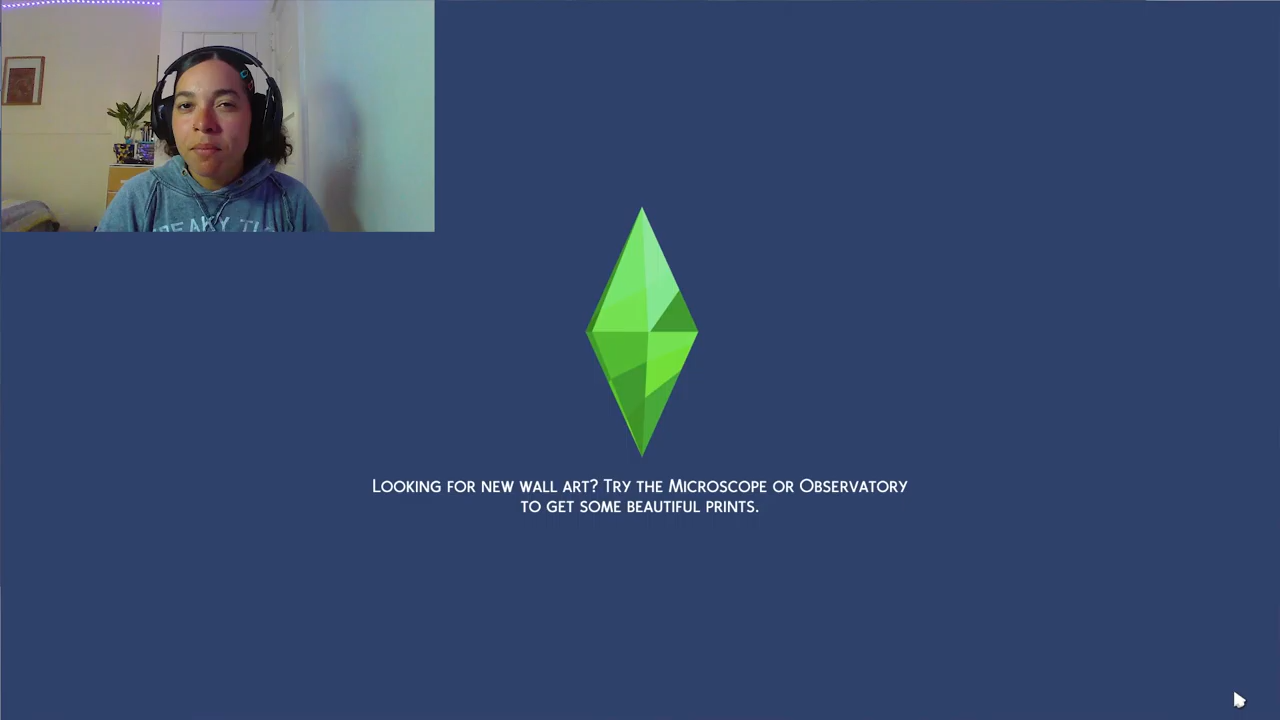 LOOKING FOR NEW WALL ART? TRY THE MICROSCOPE OR OBSERVATORY
TO GET SOME BEAUTIFUL PRINTS.